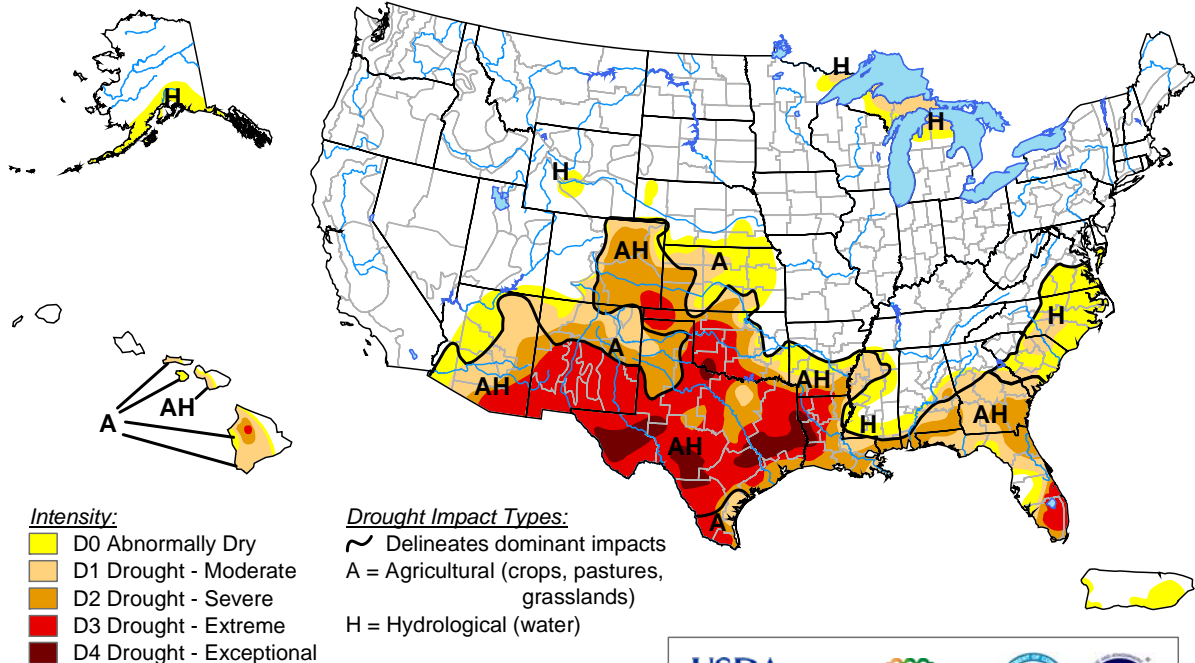 H
H
H
H
AH
A
H
A
AH
AH
A
AH
H
AH
AH
A
Intensity:
D0 Abnormally Dry
D1 Drought - Moderate
D2 Drought - Severe
D3 Drought - Extreme
D4 Drought - Exceptional
Drought Impact Types:
Delineates dominant impacts
A = Agricultural (crops, pastures,
grasslands)
H = Hydrological (water)
USDA